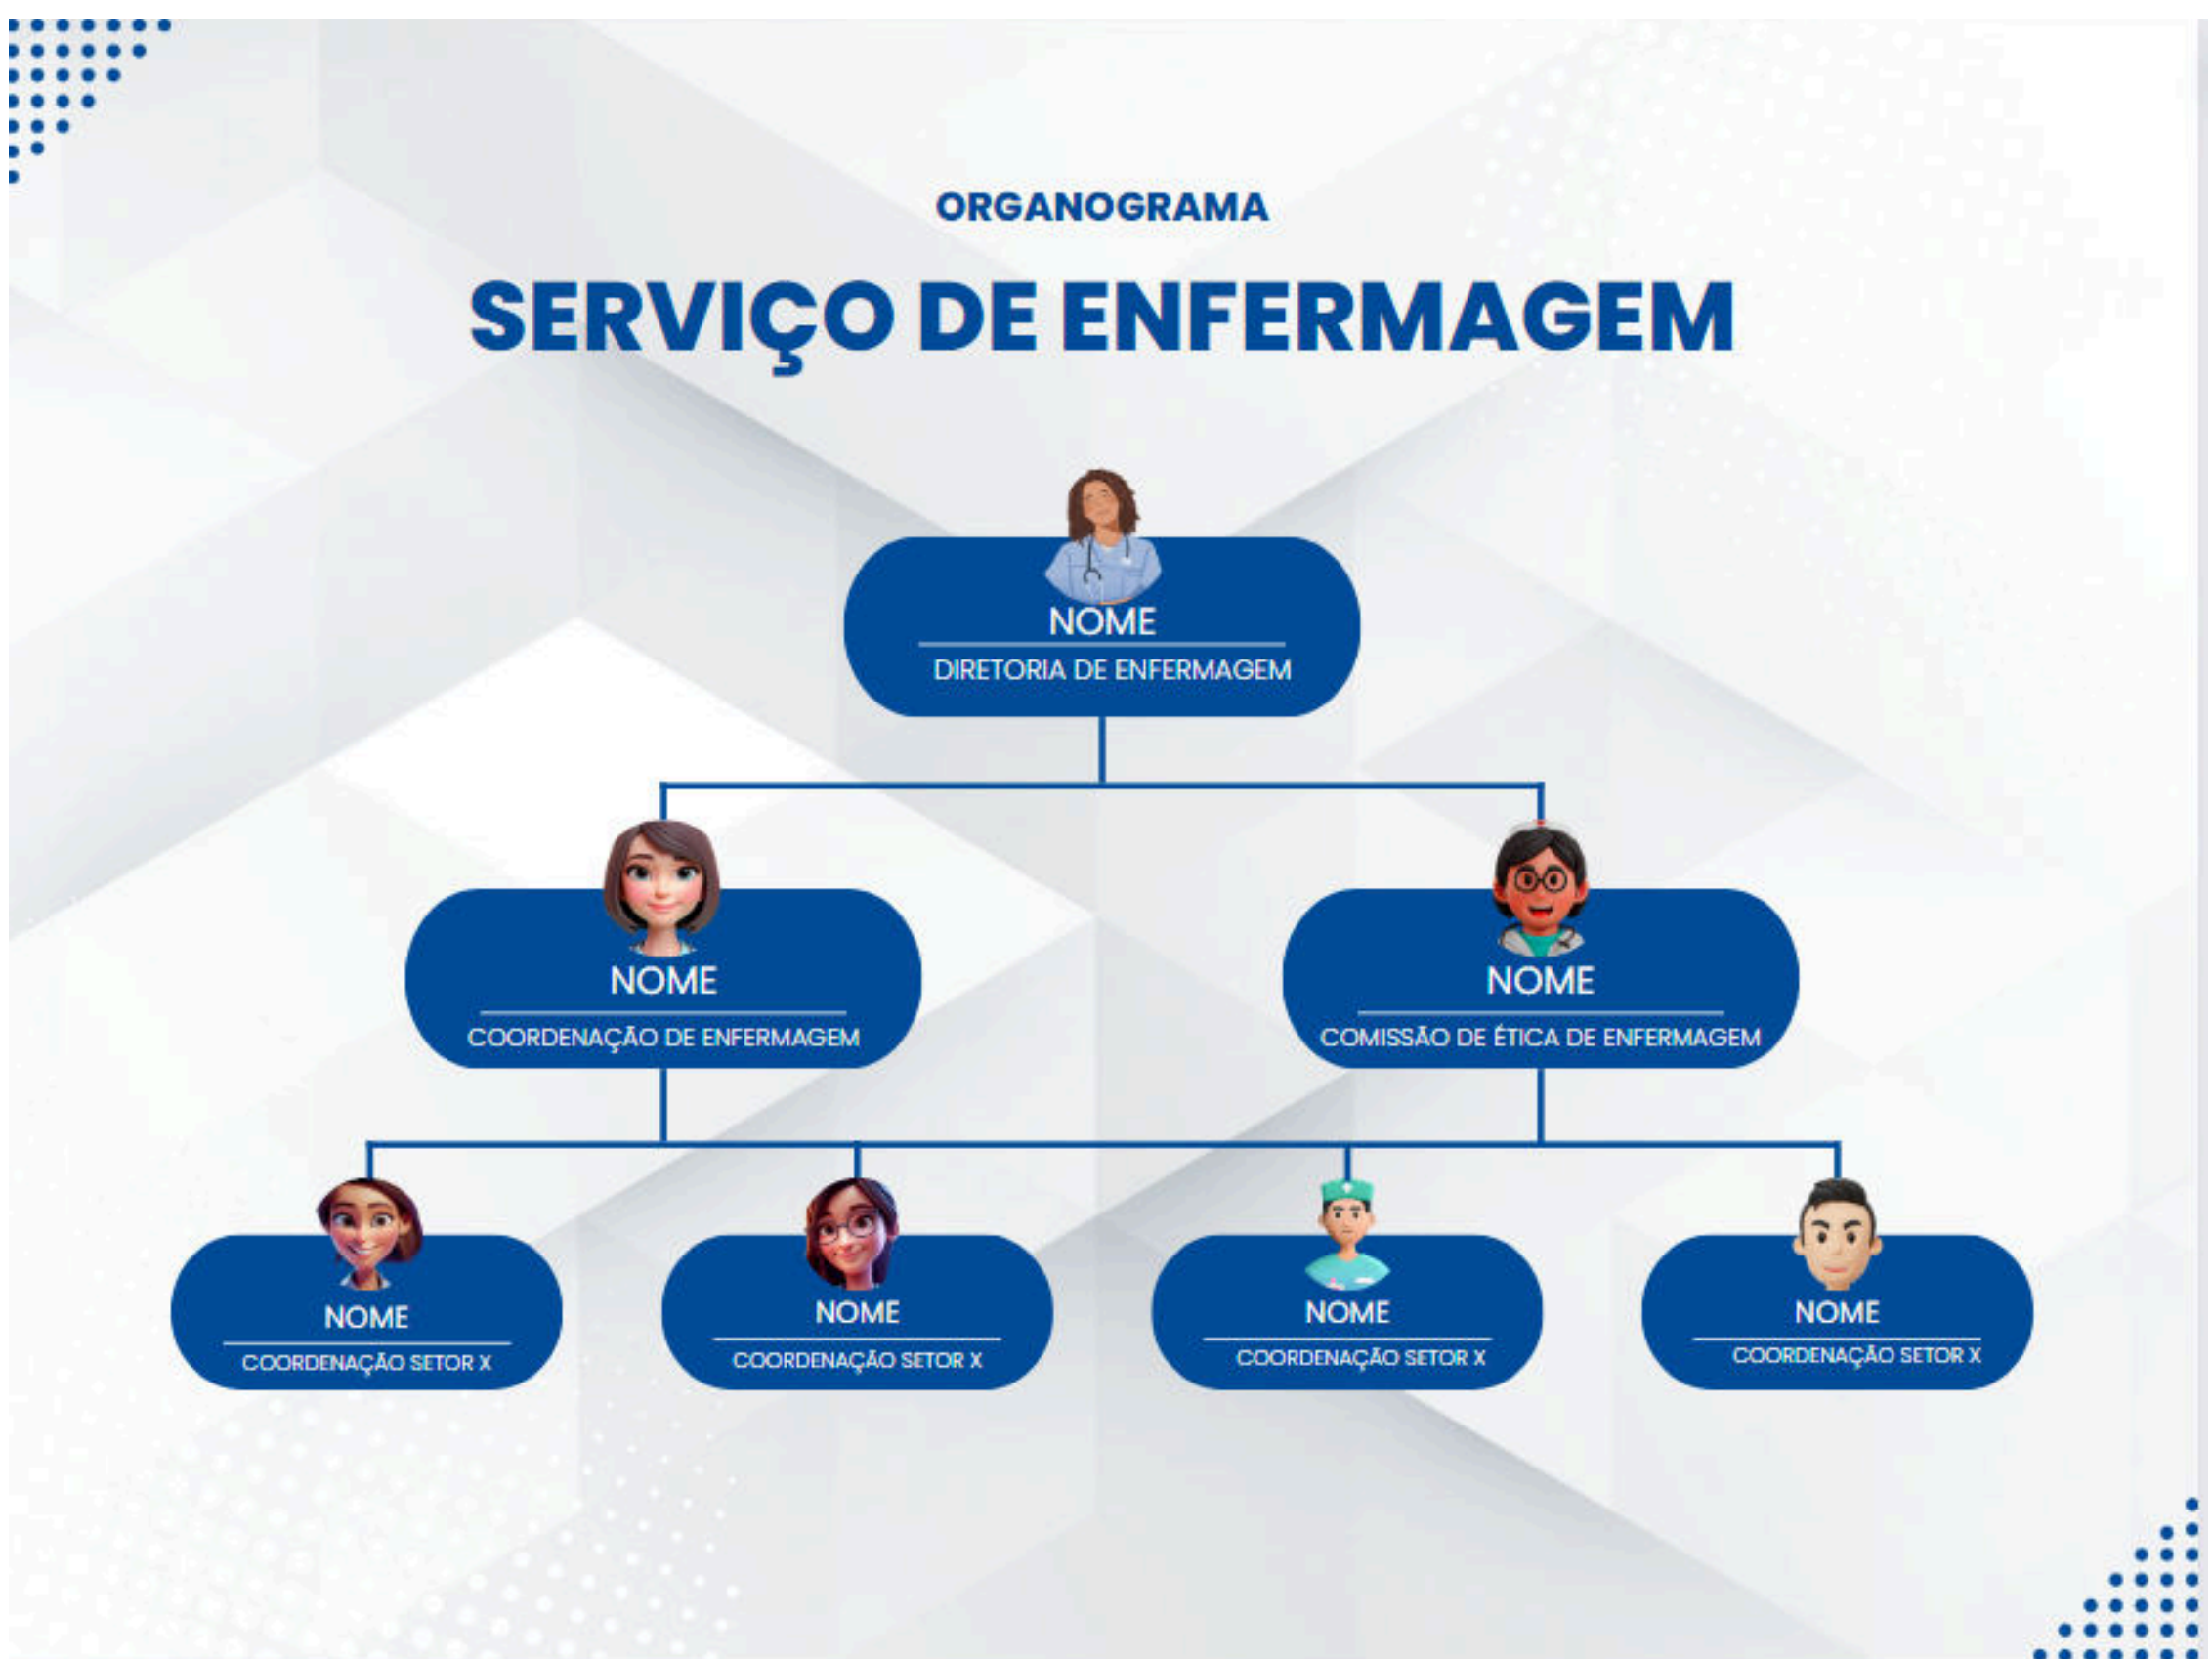 ORGANOGRAMA
SERVIÇO DE ENFERMAGEM
NOME
DIRETORIA DE ENFERMAGEM
NOME
COORDENAÇÃO DE ENFERMAGEM
NOME
COMISSÃO DE ÉTICA DE ENFERMAGEM
NOME
COORDENAÇÃO SETOR X
NOME
COORDENAÇÃO SETOR X
NOME
COORDENAÇÃO SETOR X
NOME
COORDENAÇÃO SETOR X